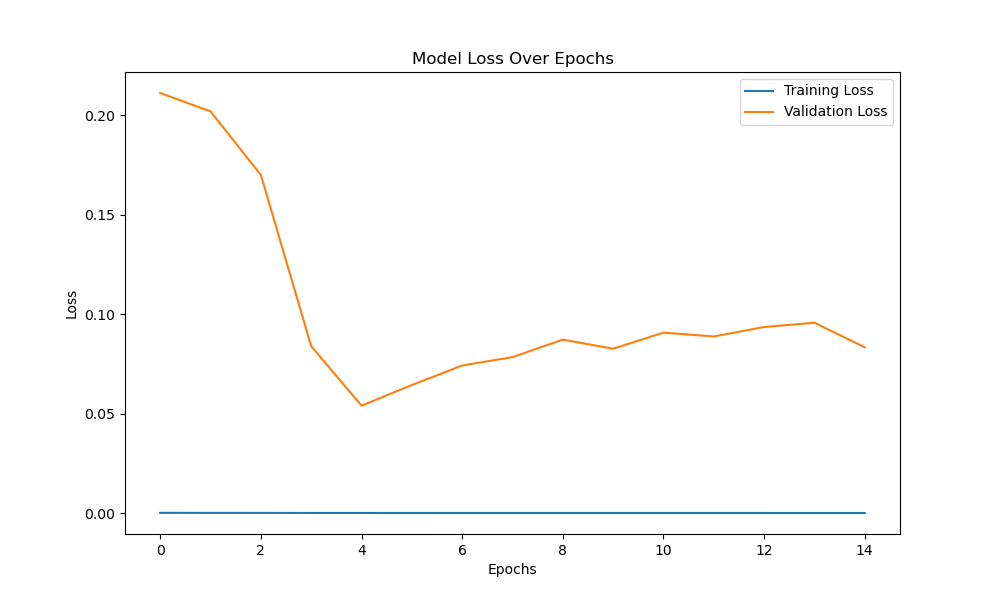 Model Loss Over Epochs
Training Loss
Validation Loss
0.20
0.15
0.10
0.05
0.00
Loss
0 2 4 6 8 10 12 14
Epochs